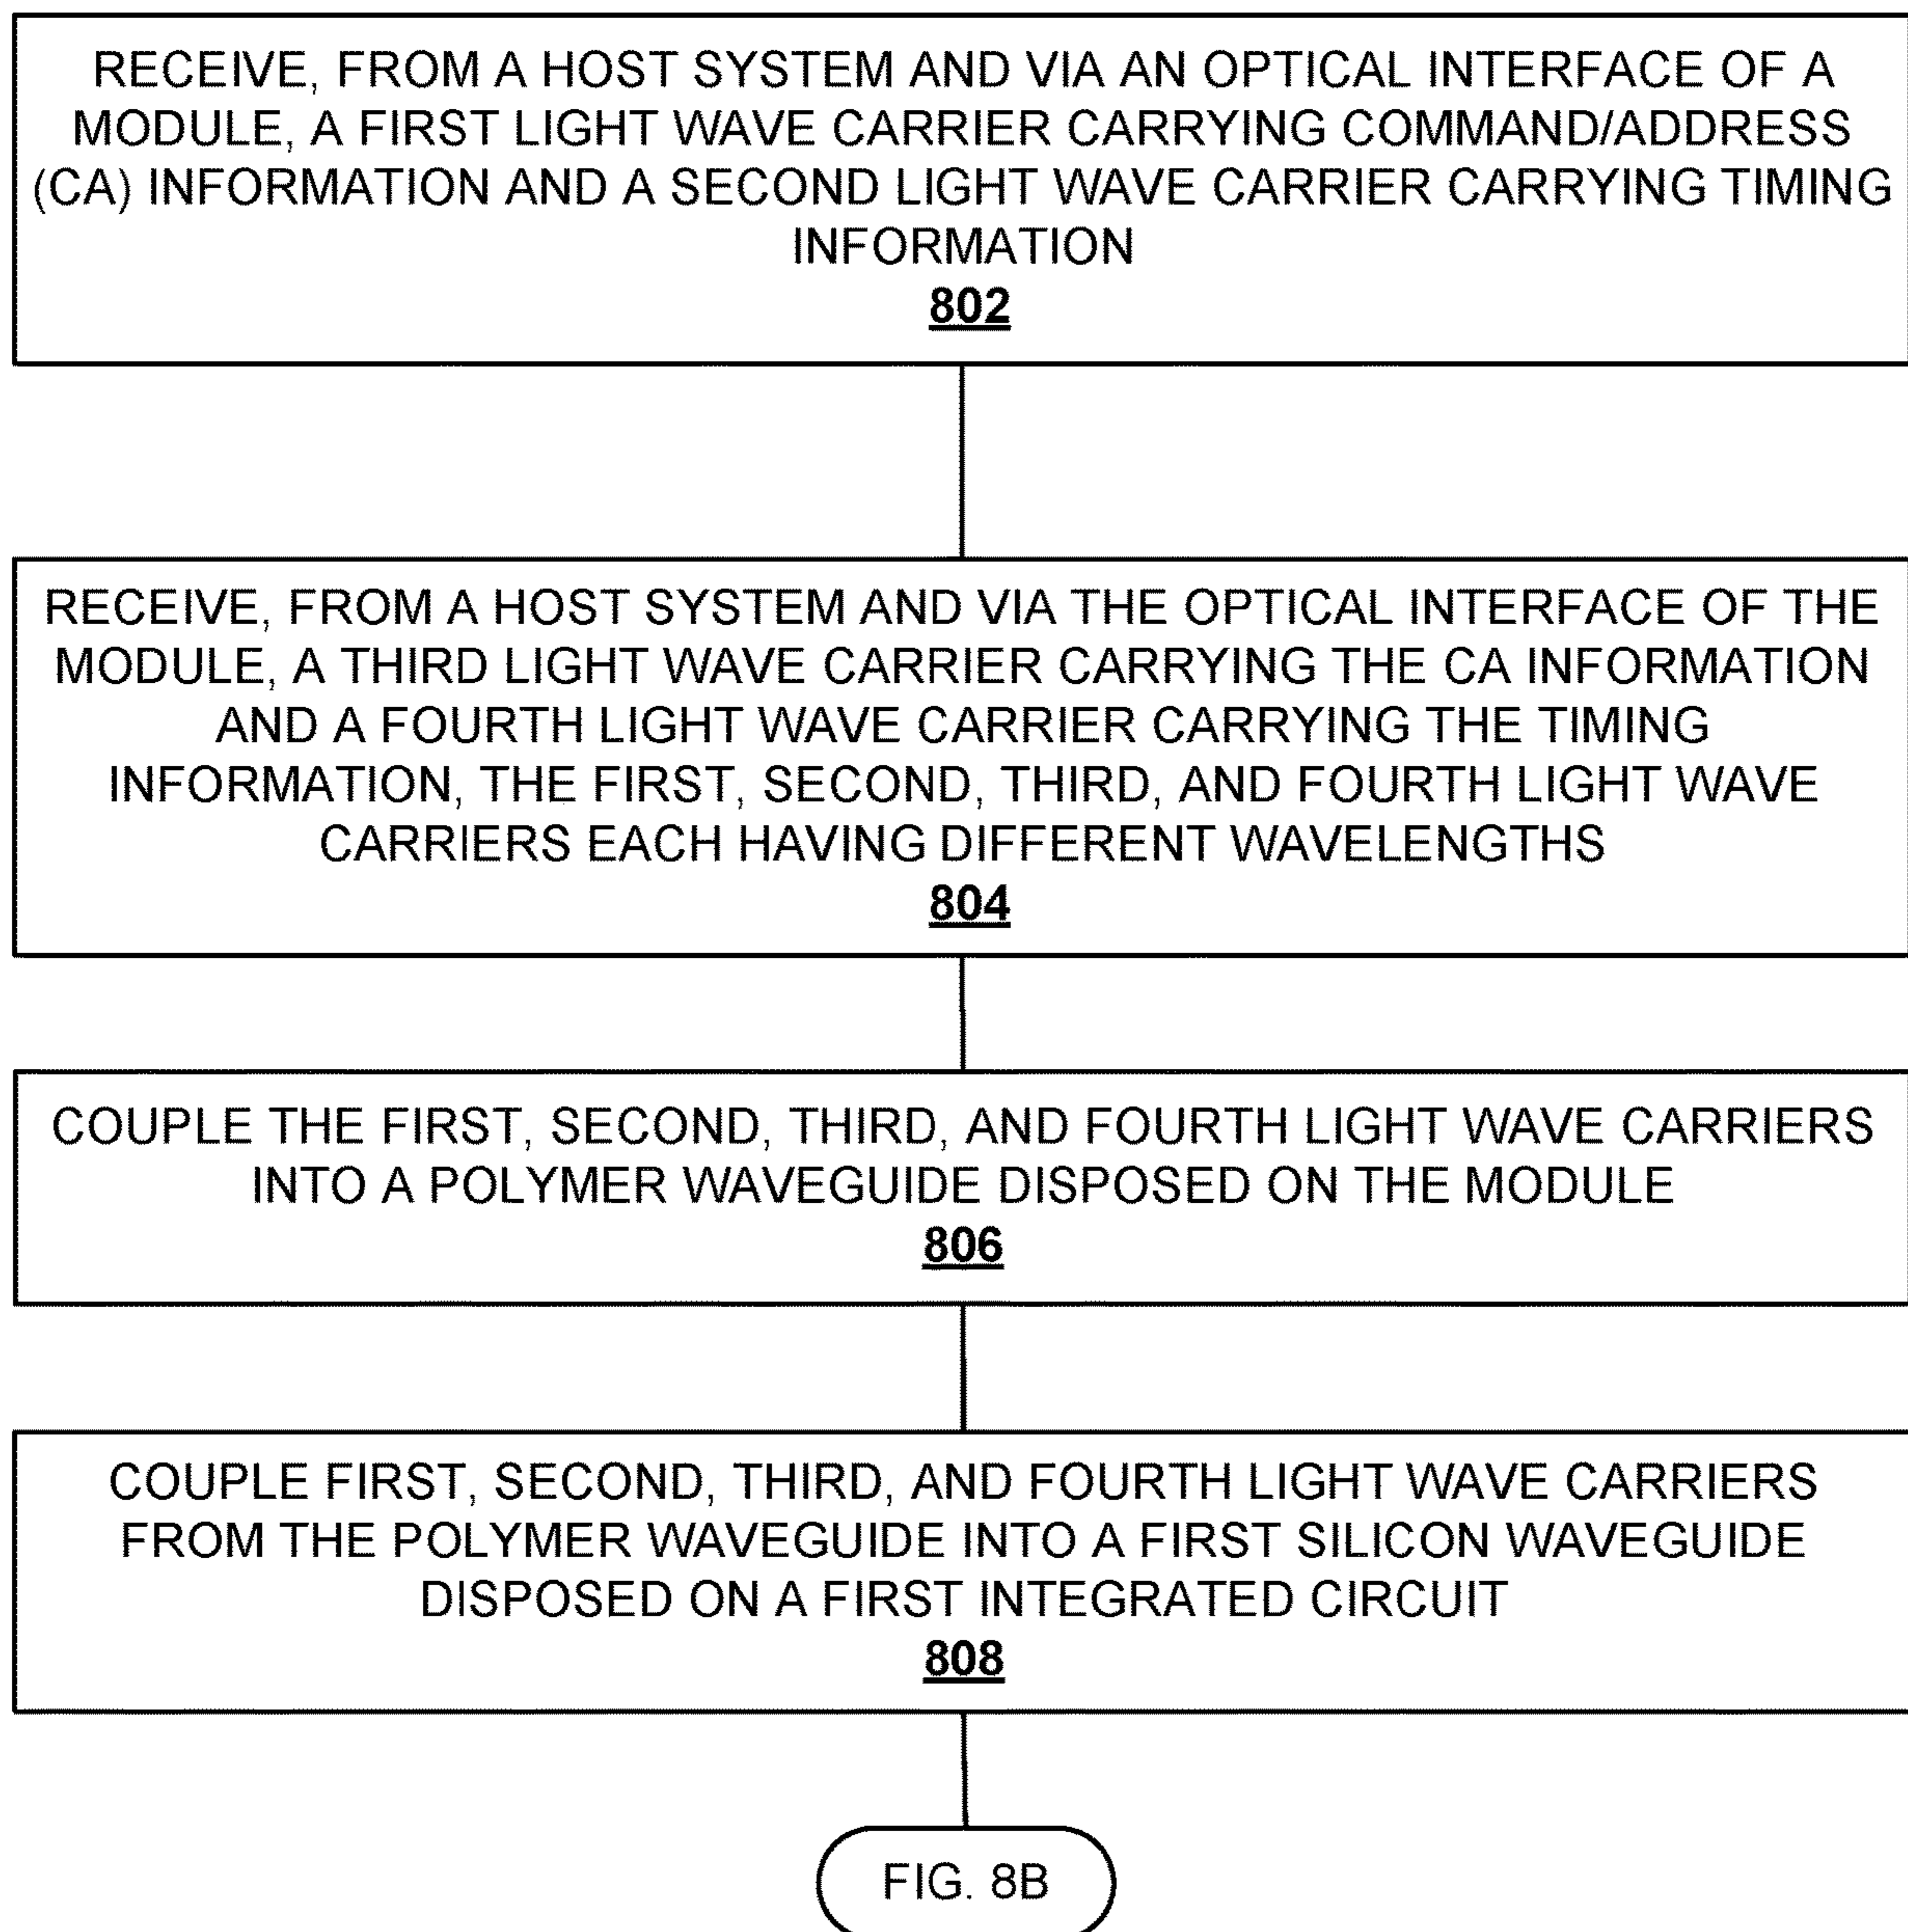 RECEIVE, FROM A HOST SYSTEM AND VIA AN OPTICAL INTERFACE OF A
MODULE, A FIRST LIGHT WAVE CARRIER CARRYING COMMAND/ADDRESS
(CA) INFORMATION AND A SECOND LIGHT WAVE CARRIER CARRYING TIMING
INFORMATION
802
RECEIVE, FROM A HOST SYSTEM AND VIA THE OPTICAL INTERFACE OF THE
MODULE, A THIRD LIGHT WAVE CARRIER CARRYING THE CA INFORMATION
AND A FOURTH LIGHT WAVE CARRIER CARRYING THE TIMING
INFORMATION, THE FIRST, SECOND, THIRD, AND FOURTH LIGHT WAVE
CARRIERS EACH HAVING DIFFERENT WAVELENGTHS
804
COUPLE THE FIRST, SECOND, THIRD, AND FOURTH LIGHT WAVE CARRIERS
INTO A POLYMER WAVEGUIDE DISPOSED ON THE MODULE
806
COUPLE FIRST, SECOND, THIRD, AND FOURTH LIGHT WAVE CARRIERS
FROM THE POLYMER WAVEGUIDE INTO A FIRST SILICON WAVEGUIDE
DISPOSED ON A FIRST INTEGRATED CIRCUIT
808
FIG. 8B